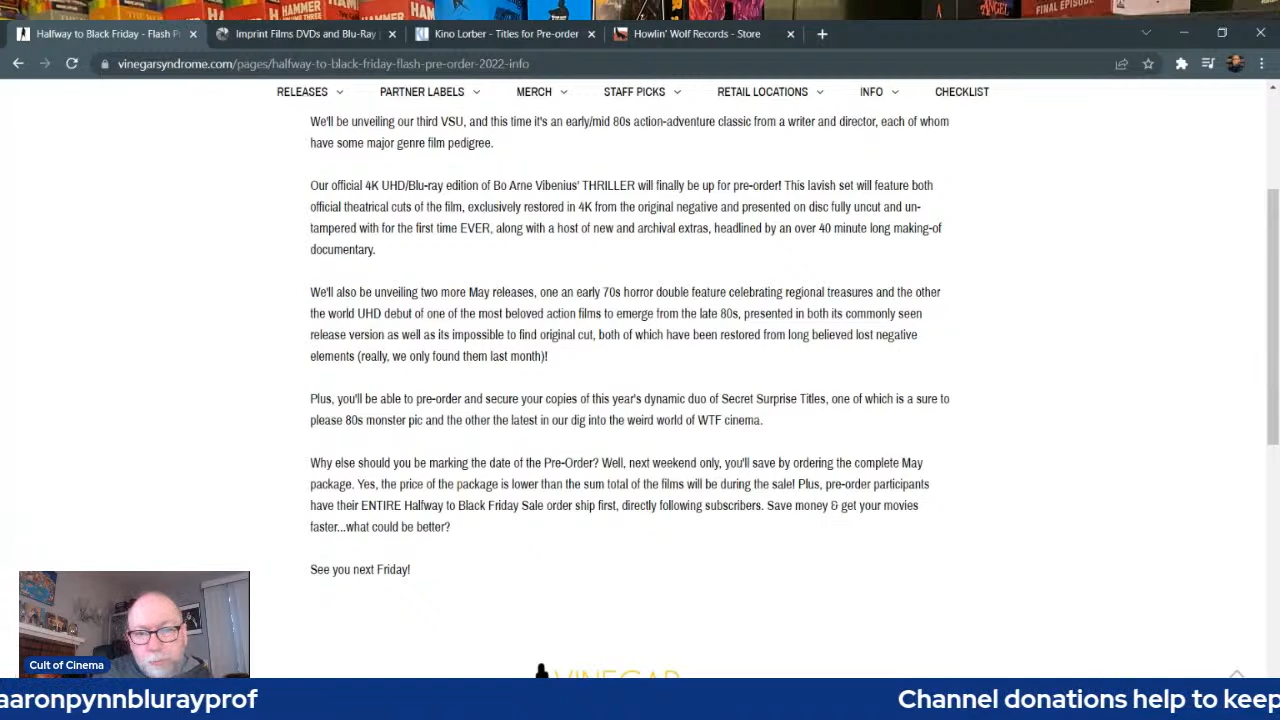 HAMMER
HAMMER
VOLUME THREE
HAMMER
ANGEL
FINAL EPISODE
Halfway to Black Friday - Flash P
Imprint Films DVDs and Blu-Ray
Kino Lorber - Titles for Pre-order
Howlin' Wolf Records - Store
vinegarsyndrome.com/pages/halfway-to-black-friday-flash-pre-order-2022-info
RELEASES PARTNER LABELS MERCH STAFF PICKS RETAIL LOCATIONS INFO CHECKLIST
We'll be unveiling our third VSU, and this time it's an early/mid 80s action-adventure classic from a writer and director, each of whom
have some major genre film pedigree.
Our official 4K UHD/Blu-ray edition of Bo Arne Vibenius' THRILLER will finally be up for pre-order! This lavish set will feature both
official theatrical cuts of the film, exclusively restored in 4K from the original negative and presented on disc fully uncut and un-
tampered with for the first time EVER, along with a host of new and archival extras, headlined by an over 40 minute long making-of
documentary.
We'll also be unveiling two more May releases, one an early 70s horror double feature celebrating regional treasures and the other
the world UHD debut of one of the most beloved action films to emerge from the late 80s, presented in both its commonly seen
release version as well as its impossible to find original cut, both of which have been restored from long believed lost negative
elements (really, we only found them last month)!
Plus, you'll be able to pre-order and secure your copies of this year's dynamic duo of Secret Surprise Titles, one of which is a sure to
please 80s monster pic and the other the latest in our dig into the weird world of WTF cinema.
Why else should you be marking the date of the Pre-Order? Well, next weekend only, you'll save by ordering the complete May
package. Yes, the price of the package is lower than the sum total of the films will be during the sale! Plus, pre-order participants
have their ENTIRE Halfway to Black Friday Sale order ship first, directly following subscribers. Save money & get your movies
faster...what could be better?
See you next Friday!
VINEGAR
Cult of Cinema
aaronpynnblurayprof
Channel donations help to keep